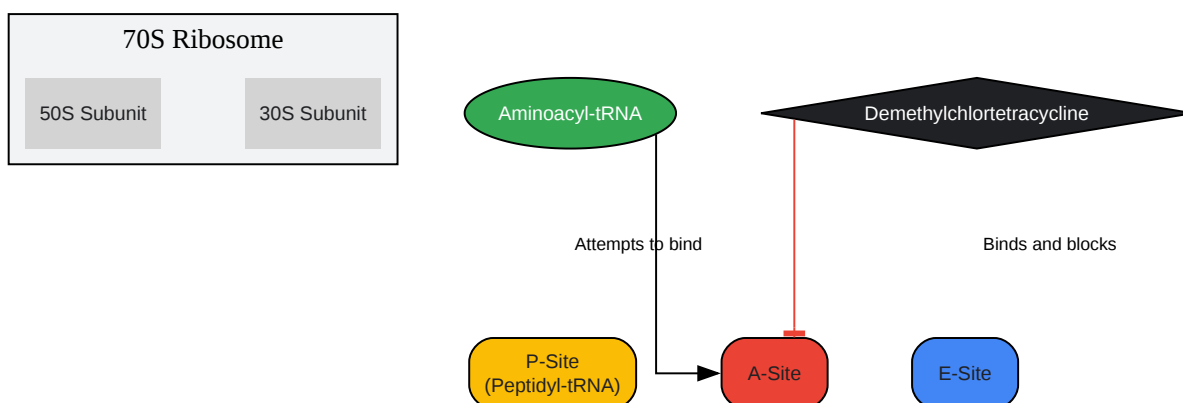 70S Ribosome
50S Subunit
30S Subunit
Aminoacyl-tRNA
Demethylchlortetracycline
Attempts to bind
Binds and blocks
P-Site
(Peptidyl-tRNA)
A-Site
E-Site